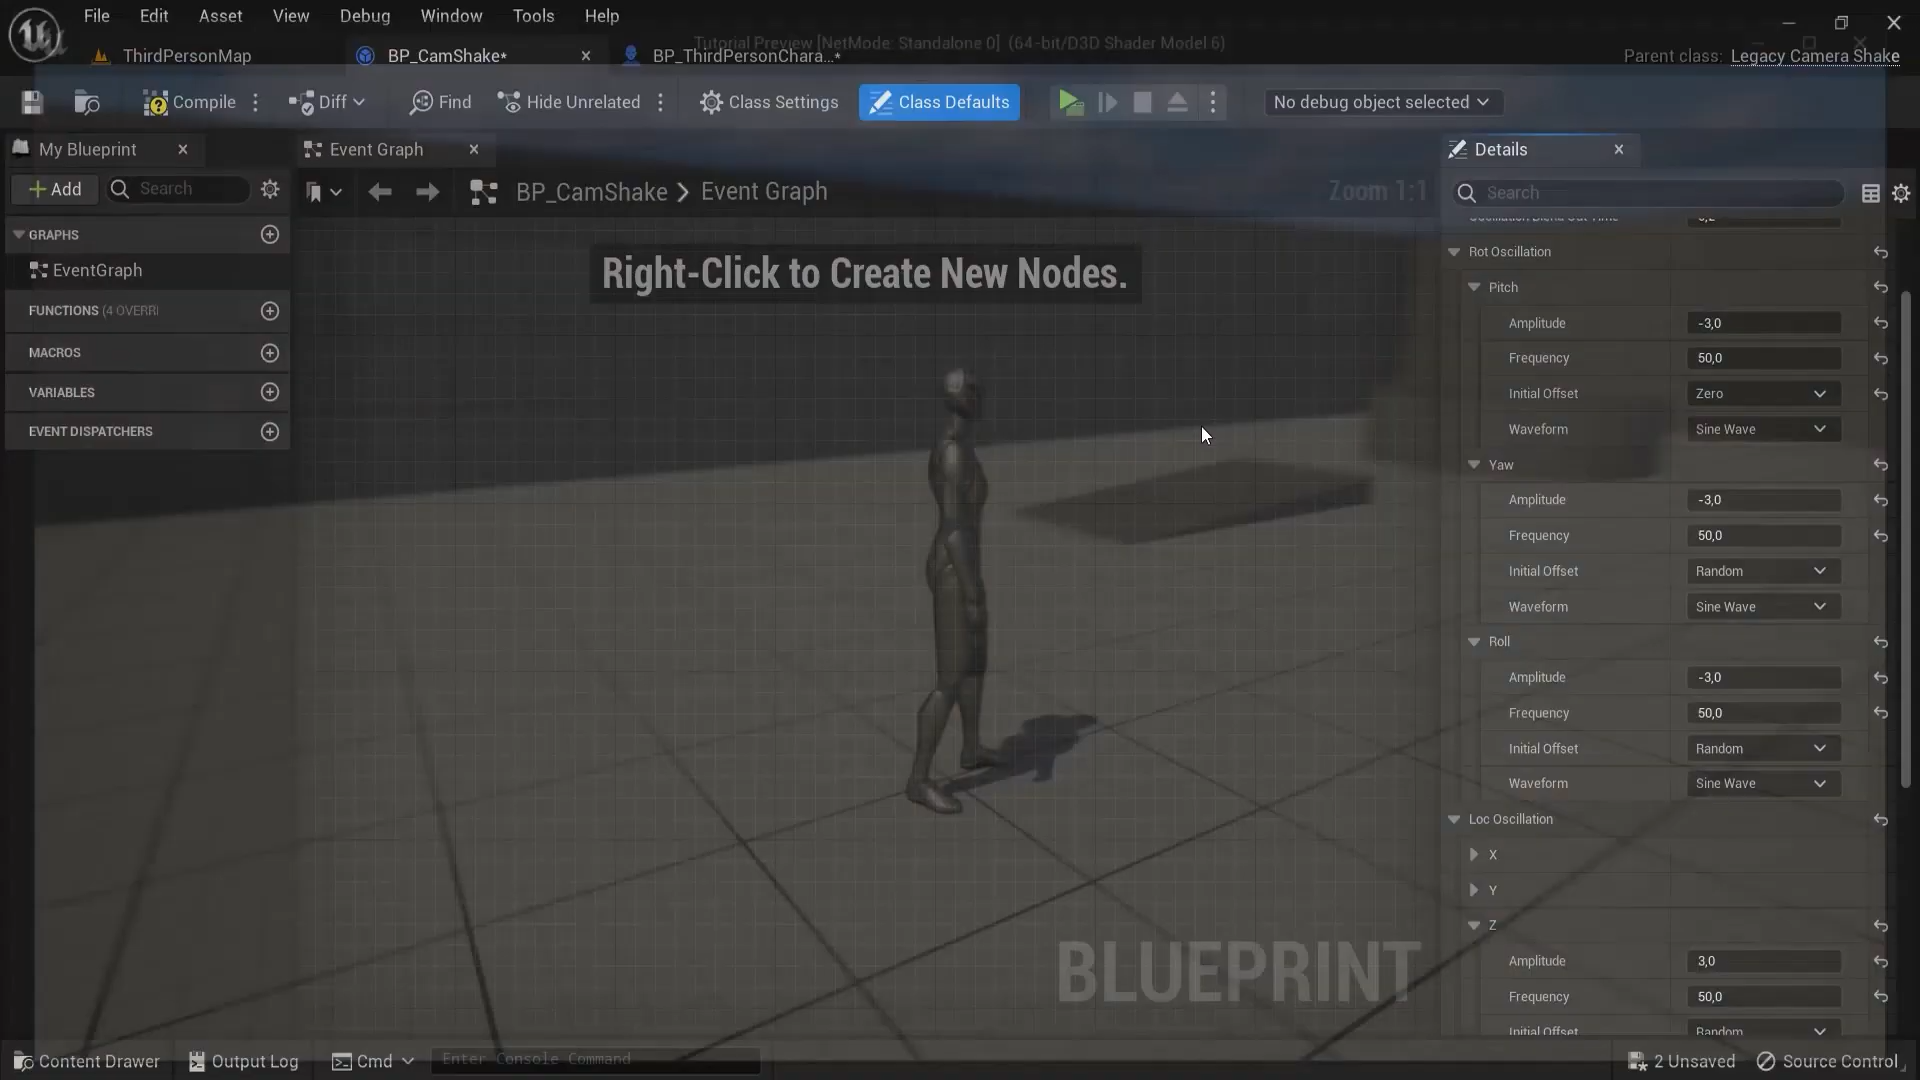 File Edit Asset View Debug Window Tools Help
Tutorial Preview [NetMode: Standalone 0] (64-bit/D3D Shader Model 6)
ThirdPersonMap BP_CamShake* BP_ThirdPersonChara...* Parent class: Legacy Camera Shake
Compile Diff Find Hide Unrelated Class Settings Class Defaults No debug object selected
My Blueprint Event Graph Details
Add Search BP_CamShake > Event Graph Zoom 1:1 Search
Oscillation Blend Out Time 0,2
GRAPHS
EventGraph
FUNCTIONS (4 OVERRI
MACROS
VARIABLES
EVENT DISPATCHERS
Right-Click to Create New Nodes.
BLUEPRINT
Rot Oscillation
Pitch
Amplitude -3,0
Frequency 50,0
Initial Offset Zero
Waveform Sine Wave
Yaw
Amplitude -3,0
Frequency 50,0
Initial Offset Random
Waveform Sine Wave
Roll
Amplitude -3,0
Frequency 50,0
Initial Offset Random
Waveform Sine Wave
Loc Oscillation
X
Y
Z
Amplitude 3,0
Frequency 50,0
Initial Offset Random
Content Drawer Output Log Cmd Enter Console Command 2 Unsaved Source Control